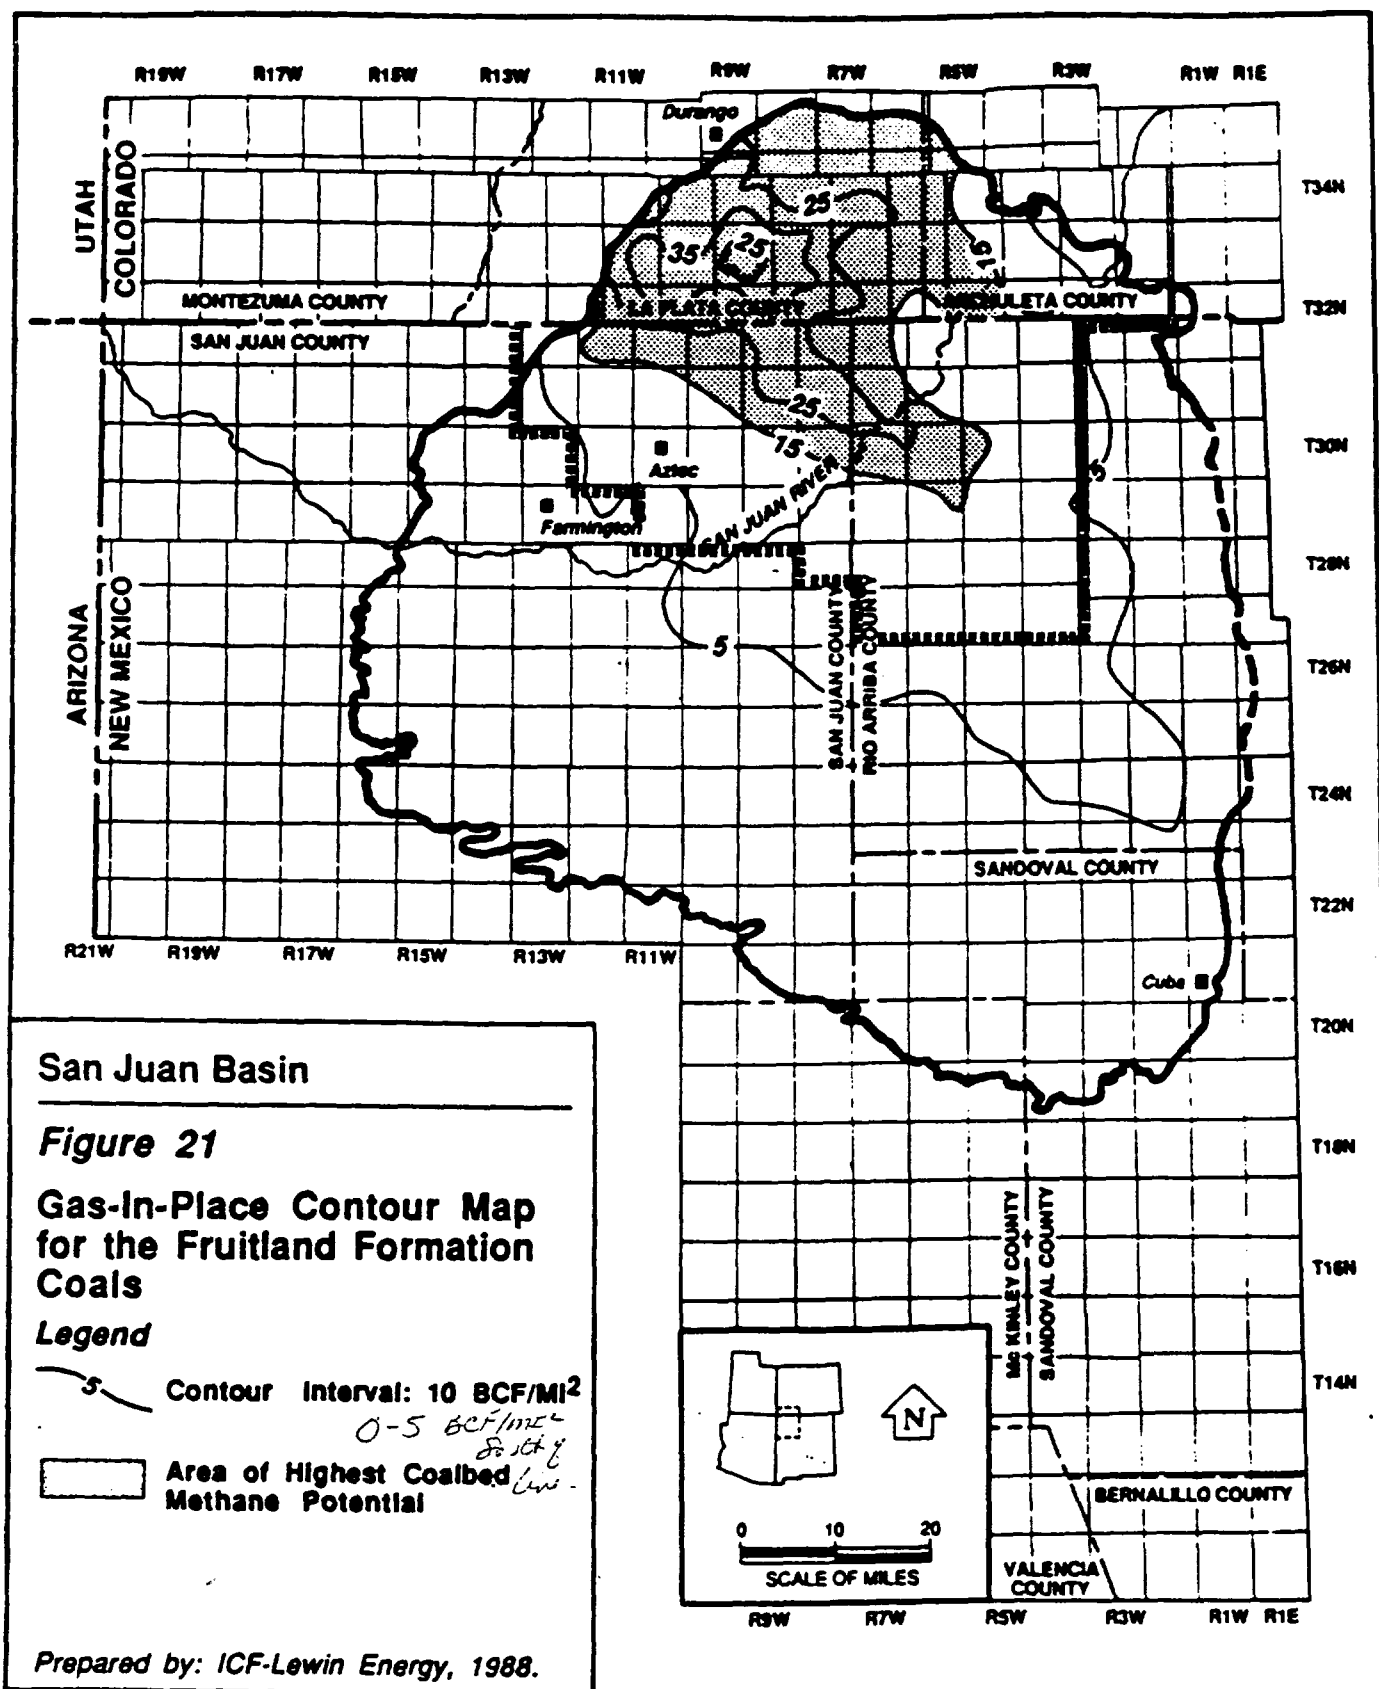 R19W R17W R15W R13W R11W R9W R7W R5W R3W R1W R1E
Durango
UTAH
COLORADO
T34N
25
35
25
15
MONTEZUMA COUNTY
LA PLATA COUNTY
ARCHULETA COUNTY
T32N
SAN JUAN COUNTY
25
15
T30N
Aztec
5
SAN JUAN RIVER
Farmington
T28N
ARIZONA
NEW MEXICO
5
SAN JUAN COUNTY
RIO ARRIBA COUNTY
T26N
T24N
SANDOVAL COUNTY
T22N
R21W R19W R17W R15W R13W R11W
Cuba
T20N
San Juan Basin
Figure 21
Gas-In-Place Contour Map
for the Fruitland Formation
Coals
Legend
5
Contour Interval: 10 BCF/MI²
0-5 BCF/MI²
Area of Highest Coalbed
Methane Potential
T18N
Mc KINLEY COUNTY
SANDOVAL COUNTY
T16N
T14N
N
0 10 20
SCALE OF MILES
BERNALILLO COUNTY
VALENCIA
COUNTY
R9W R7W R5W R3W R1W R1E
Prepared by: ICF-Lewin Energy, 1988.